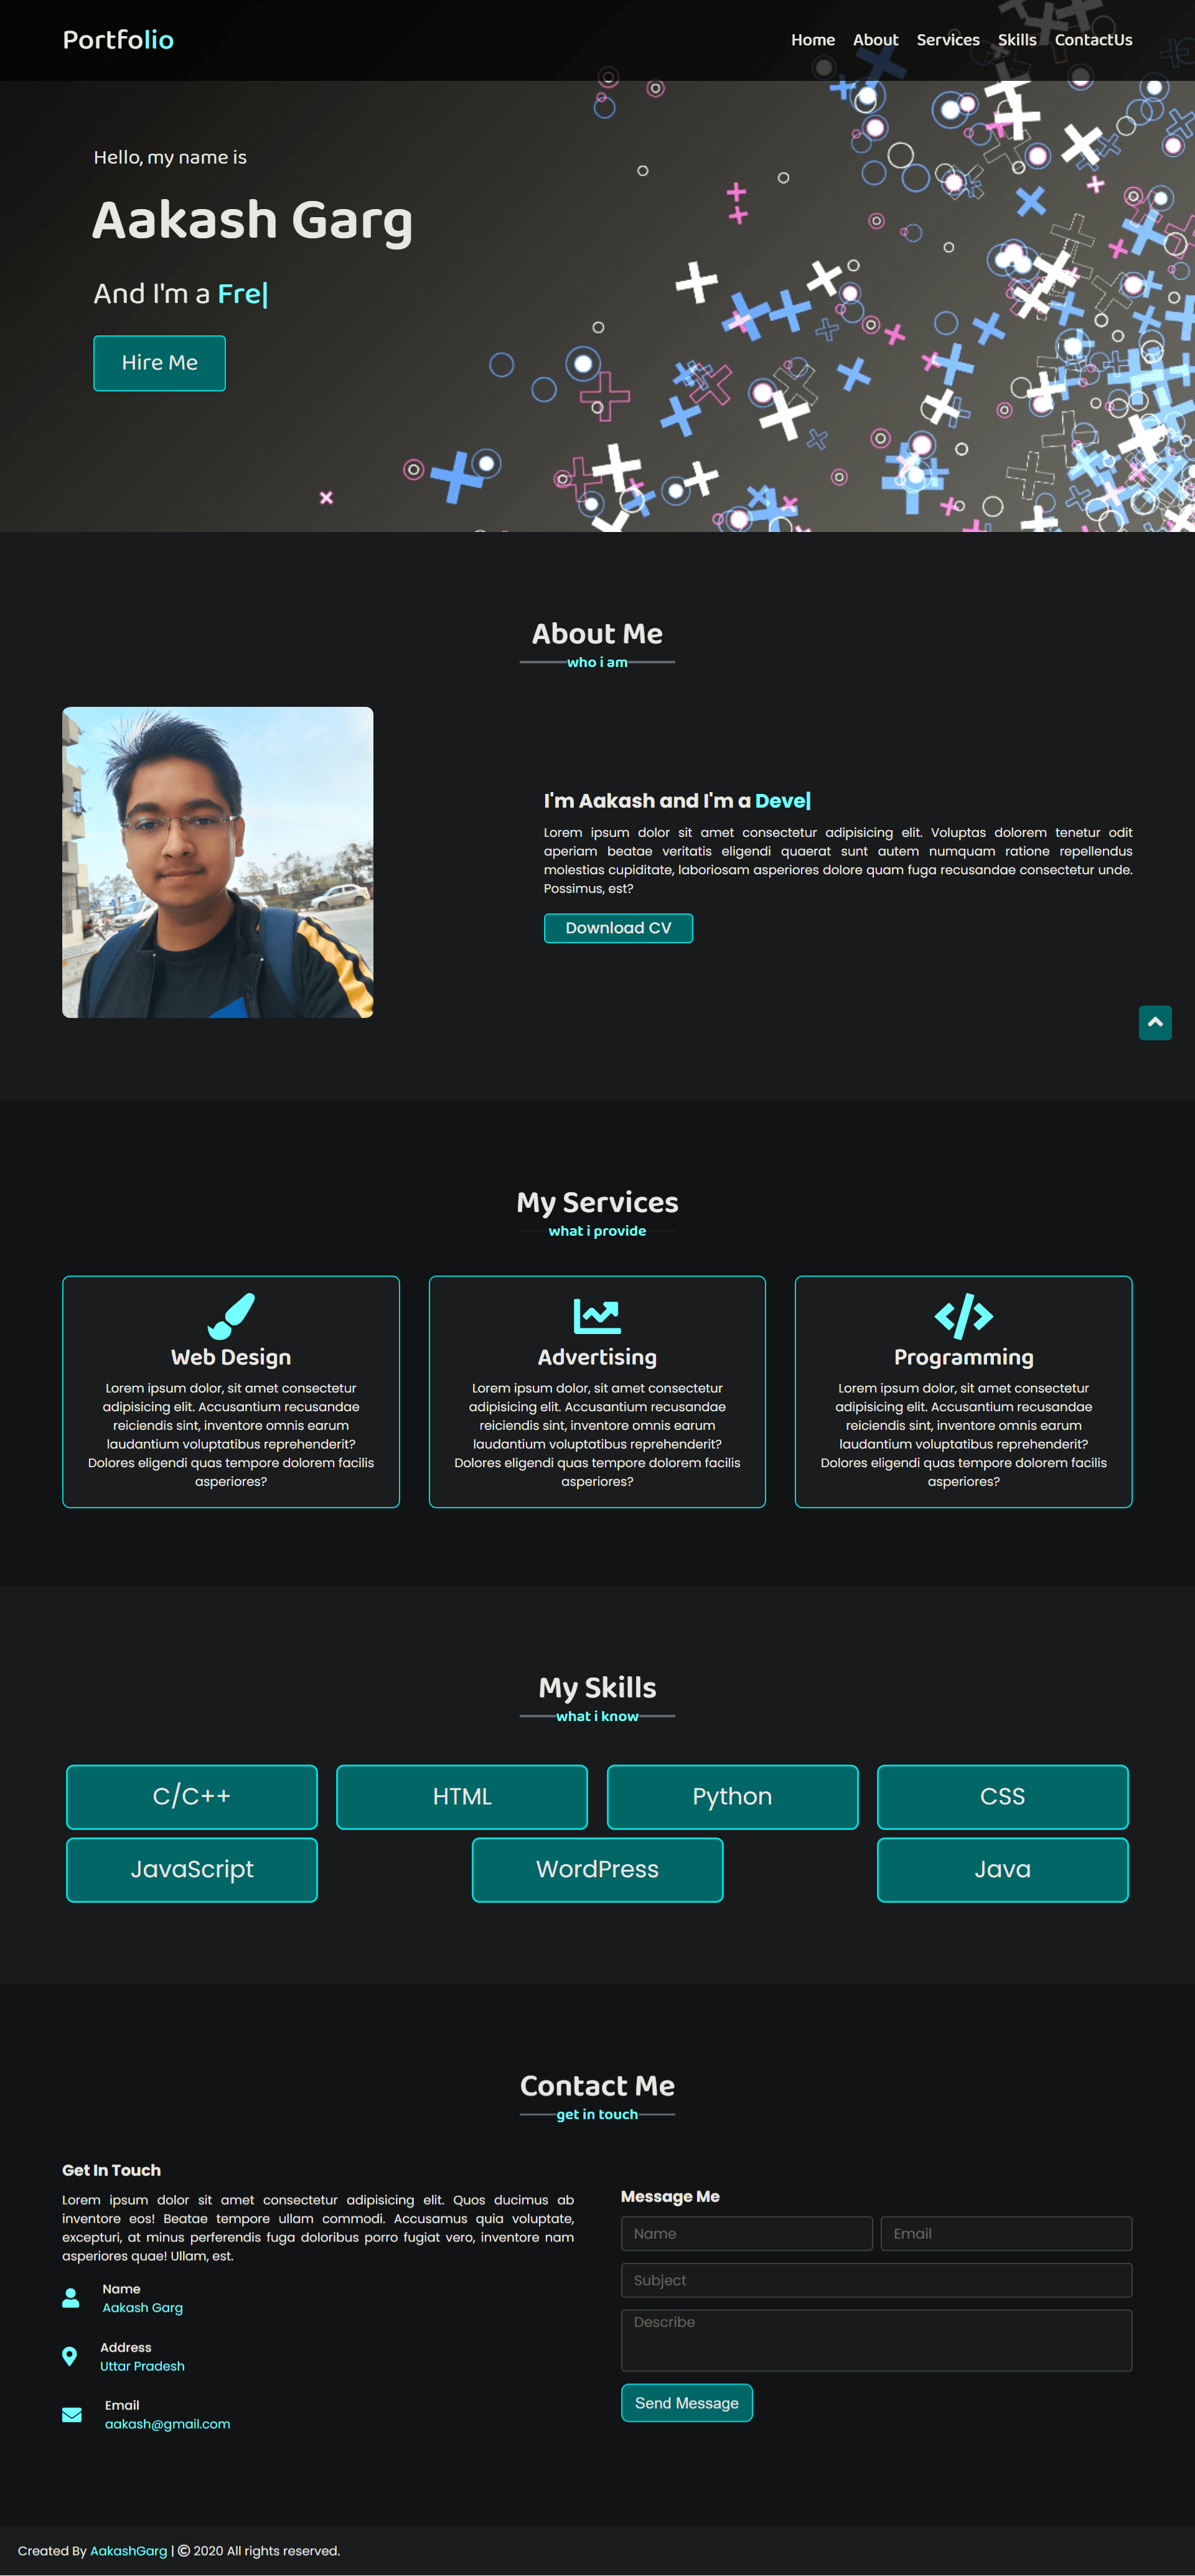 Portfolio
Home About Services Skills ContactUs
Hello, my name is
Aakash Garg
And I'm a Fre|
Hire Me
About Me
who i am
I'm Aakash and I'm a Deve|
Lorem ipsum dolor sit amet consectetur adipisicing elit. Voluptas dolorem tenetur odit
aperiam beatae veritatis eligendi quaerat sunt autem numquam ratione repellendus
molestias cupiditate, laboriosam asperiores dolore quam fuga recusandae consectetur unde.
Possimus, est?
Download CV
My Services
what i provide
Web Design
Lorem ipsum dolor, sit amet consectetur
adipisicing elit. Accusantium recusandae
reiciendis sint, inventore omnis earum
laudantium voluptatibus reprehenderit?
Dolores eligendi quas tempore dolorem facilis
asperiores?
Advertising
Lorem ipsum dolor, sit amet consectetur
adipisicing elit. Accusantium recusandae
reiciendis sint, inventore omnis earum
laudantium voluptatibus reprehenderit?
Dolores eligendi quas tempore dolorem facilis
asperiores?
Programming
Lorem ipsum dolor, sit amet consectetur
adipisicing elit. Accusantium recusandae
reiciendis sint, inventore omnis earum
laudantium voluptatibus reprehenderit?
Dolores eligendi quas tempore dolorem facilis
asperiores?
My Skills
what i know
C/C++
HTML
Python
CSS
JavaScript
WordPress
Java
Contact Me
get in touch
Get In Touch
Lorem ipsum dolor sit amet consectetur adipisicing elit. Quos ducimus ab
inventore eos! Beatae tempore ullam commodi. Accusamus quia voluptate,
excepturi, at minus perferendis fuga doloribus porro fugiat vero, inventore nam
asperiores quae! Ullam, est.
Name
Aakash Garg
Address
Uttar Pradesh
Email
aakash@gmail.com
Message Me
Name
Email
Subject
Describe
Send Message
Created By AakashGarg | © 2020 All rights reserved.